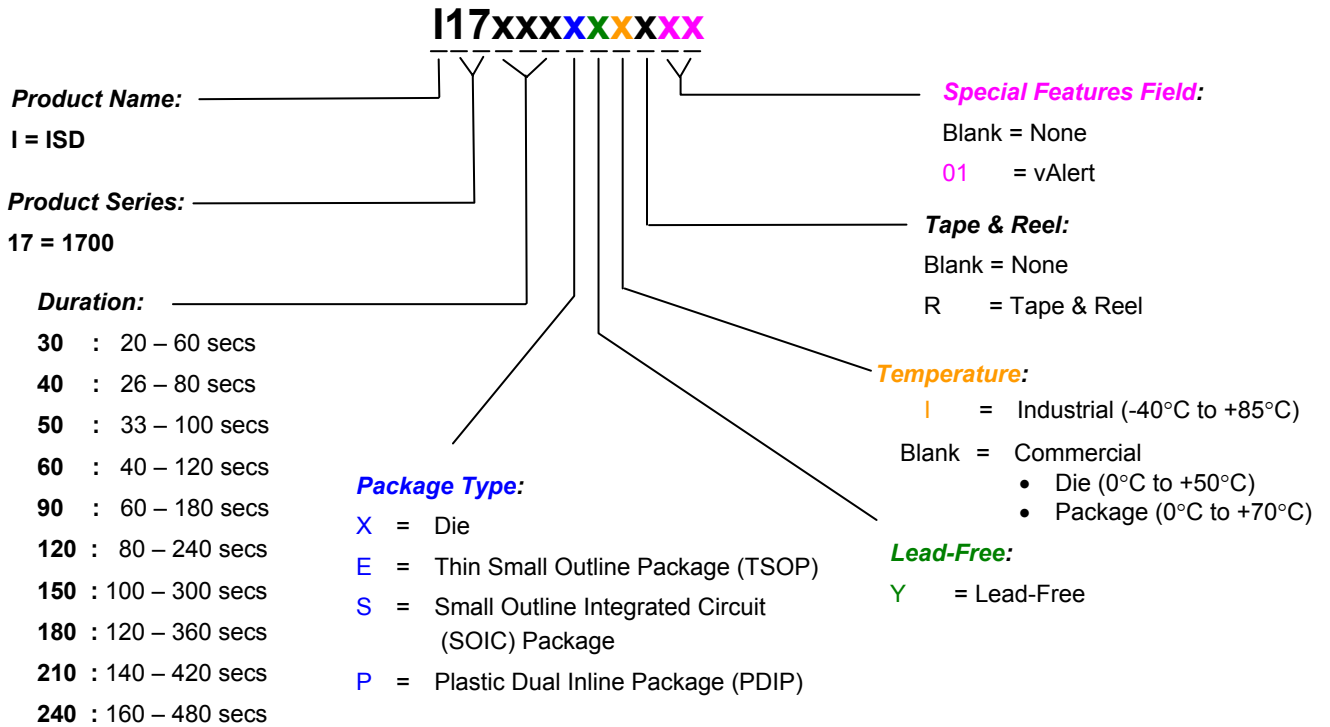 I17xxxxxxxxx
Product Name:
I = ISD
Product Series:
17 = 1700
Duration:
30 : 20 – 60 secs
40 : 26 – 80 secs
50 : 33 – 100 secs
60 : 40 – 120 secs
90 : 60 – 180 secs
120 : 80 – 240 secs
150 : 100 – 300 secs
180 : 120 – 360 secs
210 : 140 – 420 secs
240 : 160 – 480 secs
Package Type:
X = Die
E = Thin Small Outline Package (TSOP)
S = Small Outline Integrated Circuit
(SOIC) Package
P = Plastic Dual Inline Package (PDIP)
Special Features Field:
Blank = None
01 = vAlert
Tape & Reel:
Blank = None
R = Tape & Reel
Temperature:
I = Industrial (-40°C to +85°C)
Blank = Commercial
• Die (0°C to +50°C)
• Package (0°C to +70°C)
Lead-Free:
Y = Lead-Free